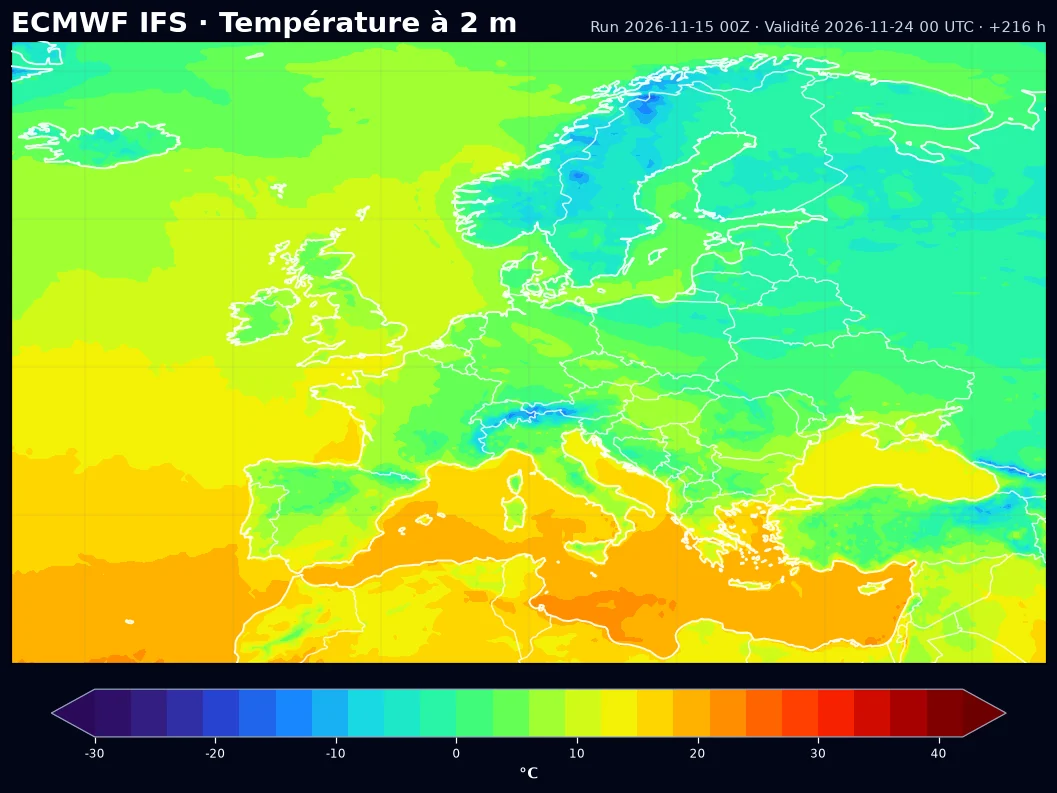 ECMWF IFS · Température à 2 m
Run 2026-11-15 00Z · Validité 2026-11-24 00 UTC · +216 h
-30 -20 -10 0 10 20 30 40
°C